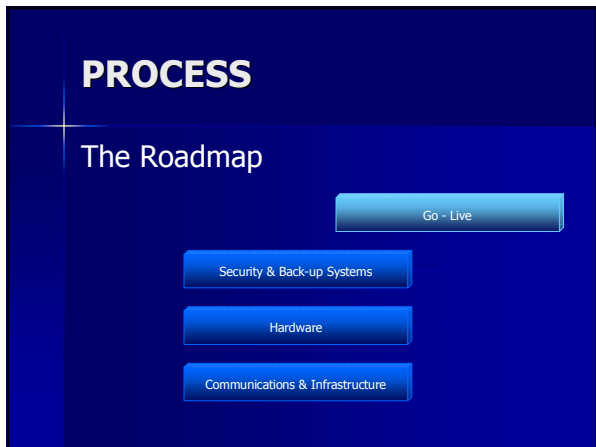 PROCESS
The Roadmap
Go - Live
Security & Back-up Systems
Hardware
Communications & Infrastructure